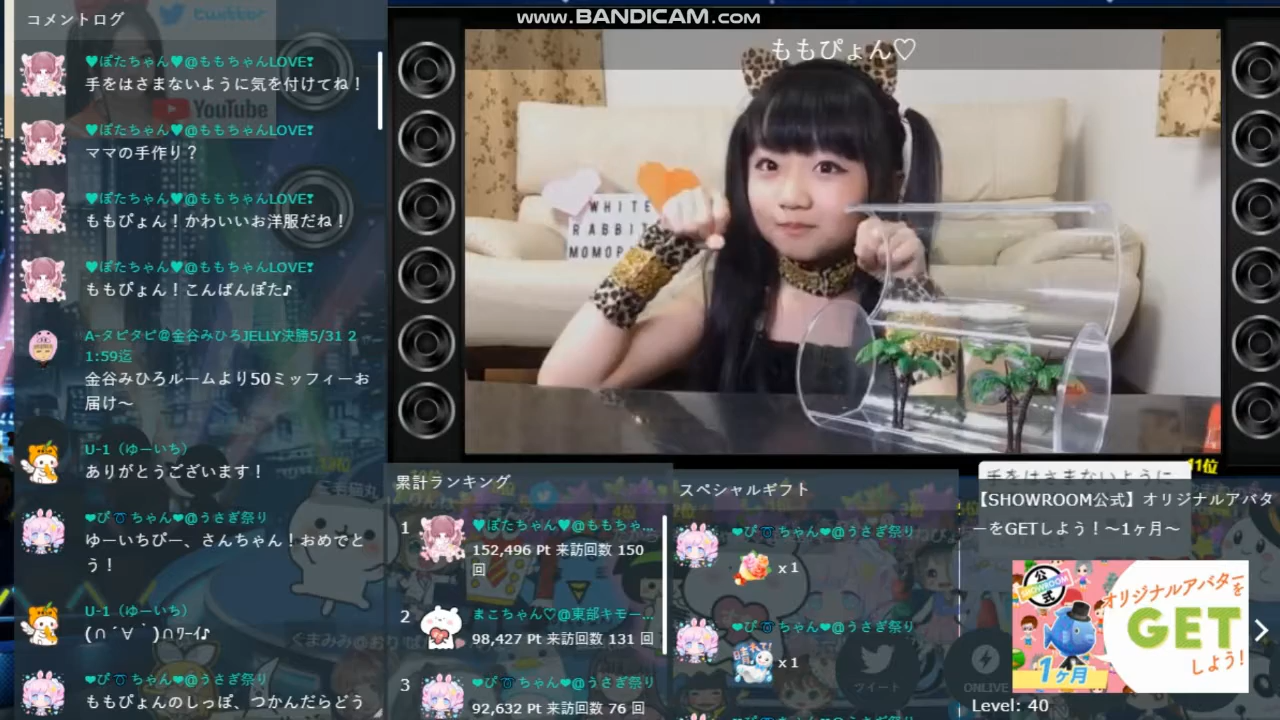 www.BANDICAM.com
コメントログ
twitter
YouTube
♥ぽたちゃん♥@ももちゃんLOVE❣
手をはさまないように気を付けてね！
♥ぽたちゃん♥@ももちゃんLOVE❣
ママの手作り？
♥ぽたちゃん♥@ももちゃんLOVE❣
ももぴょん！かわいいお洋服だね！
♥ぽたちゃん♥@ももちゃんLOVE❣
ももぴょん！こんばんぽた♪
A-タピタピ@金谷みひろJELLY決勝5/31 2
1:59迄
金谷みひろルームより50ミッフィーお
届け〜
U-1（ゆーいち）
ありがとうございます！
❤ぴ➰ちゃん❤@うさぎ祭り
ゆーいちぴー、さんちゃん！おめでと
う！
U-1（ゆーいち）
(∩´∀｀)∩ﾜｰｲ♪
❤ぴ➰ちゃん❤@うさぎ祭り
ももぴょんのしっぽ、つかんだらどう
ももぴょん♡
WHITE
RABBIT
累計ランキング
1
♥ぽたちゃん♥@ももちゃ...
152,496 Pt 来訪回数 150
回
2
まこちゃん♡@東部キモー...
98,427 Pt 来訪回数 131 回
3
❤ぴ➰ちゃん❤@うさぎ祭り
92,632 Pt 来訪回数 76 回
スペシャルギフト
❤ぴ➰ちゃん❤@うさぎ祭り
x 1
❤ぴ➰ちゃん❤@うさぎ祭り
x 1
ツイート
ONLIVE
11位
手をはさまないように
【SHOWROOM公式】オリジナルアバタ
ーをGETしよう！〜1ヶ月〜
公式
SHOWROOM
オリジナルアバターを
GET
しよう!
1ヶ月
Level: 40